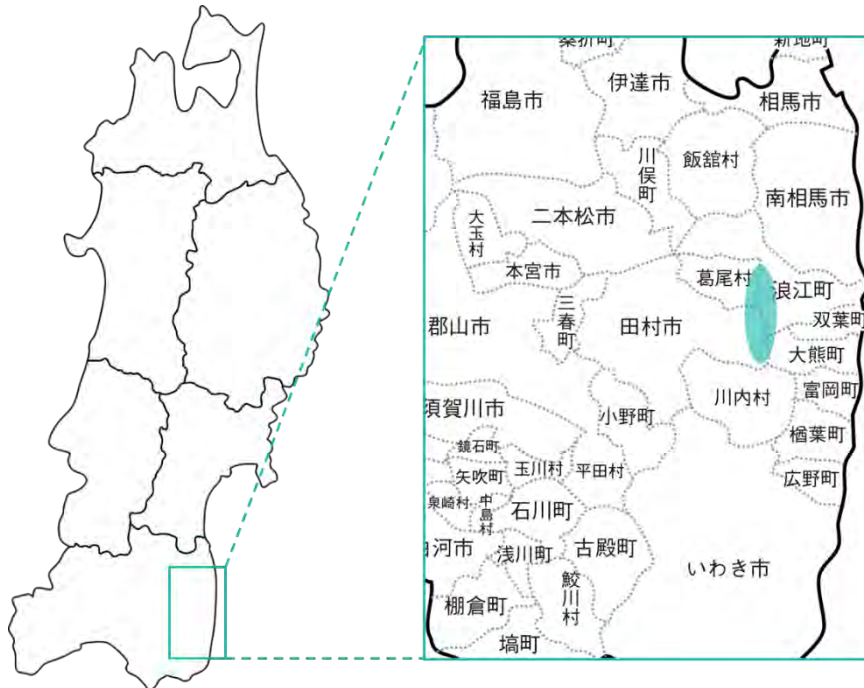 桑折町
新地町
伊達市
福島市
相馬市
川俣町
飯舘村
南相馬市
大玉村
二本松市
本宮市
葛尾村
浪江町
三春町
双葉町
郡山市
田村市
大熊町
川内村
富岡町
須賀川市
小野町
楢葉町
鏡石町
玉川村
平田村
矢吹町
広野町
泉崎村
中島村
石川町
白河市
浅川町
古殿町
いわき市
鮫川村
棚倉町
塙町